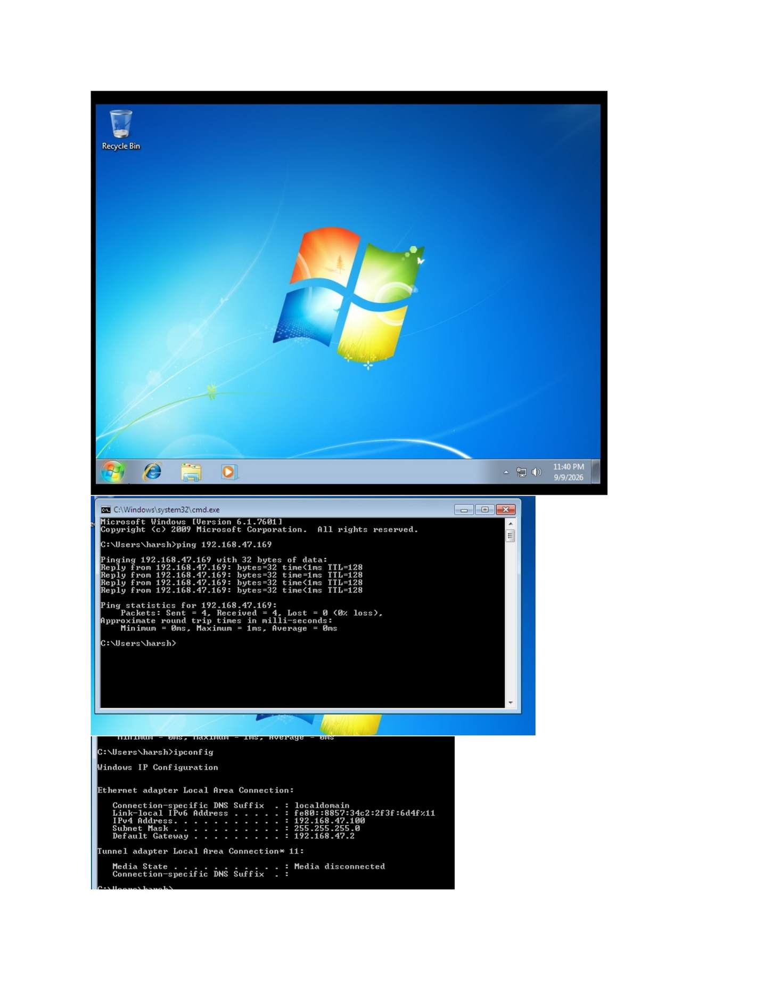 Recycle Bin
11:40 PM
9/9/2026
C:\Windows\system32\cmd.exe
Microsoft Windows [Version 6.1.7601]
Copyright (c) 2009 Microsoft Corporation.  All rights reserved.
C:\Users\harsh>ping 192.168.47.169
Pinging 192.168.47.169 with 32 bytes of data:
Reply from 192.168.47.169: bytes=32 time<1ms TTL=128
Reply from 192.168.47.169: bytes=32 time=1ms TTL=128
Reply from 192.168.47.169: bytes=32 time<1ms TTL=128
Reply from 192.168.47.169: bytes=32 time<1ms TTL=128
Ping statistics for 192.168.47.169:
    Packets: Sent = 4, Received = 4, Lost = 0 (0% loss),
Approximate round trip times in milli-seconds:
    Minimum = 0ms, Maximum = 1ms, Average = 0ms
C:\Users\harsh>
Minimum = 0ms, Maximum = 1ms, Average = 0ms
C:\Users\harsh>ipconfig
Windows IP Configuration
Ethernet adapter Local Area Connection:
   Connection-specific DNS Suffix  . : localdomain
   Link-local IPv6 Address . . . . . : fe80::8857:34c2:2f3f:6d4f%11
   IPv4 Address. . . . . . . . . . . : 192.168.47.100
   Subnet Mask . . . . . . . . . . . : 255.255.255.0
   Default Gateway . . . . . . . . . : 192.168.47.2
Tunnel adapter Local Area Connection* 11:
   Media State . . . . . . . . . . . : Media disconnected
   Connection-specific DNS Suffix  . :
C:\Users\harsh>